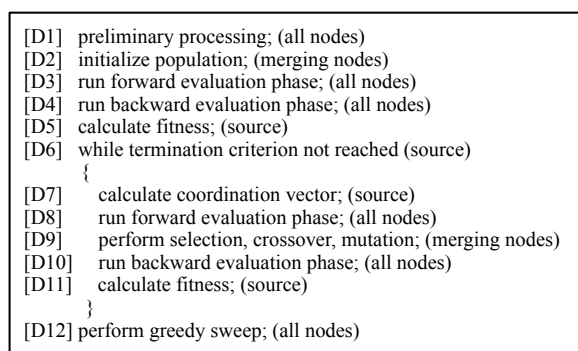 [D1] preliminary processing; (all nodes)
[D2] initialize population; (merging nodes)
[D3] run forward evaluation phase; (all nodes)
[D4] run backward evaluation phase; (all nodes)
[D5] calculate fitness; (source)
[D6] while termination criterion not reached (source)
{
[D7] calculate coordination vector; (source)
[D8] run forward evaluation phase; (all nodes)
[D9] perform selection, crossover, mutation; (merging nodes)
[D10] run backward evaluation phase; (all nodes)
[D11] calculate fitness; (source)
}
[D12] perform greedy sweep; (all nodes)